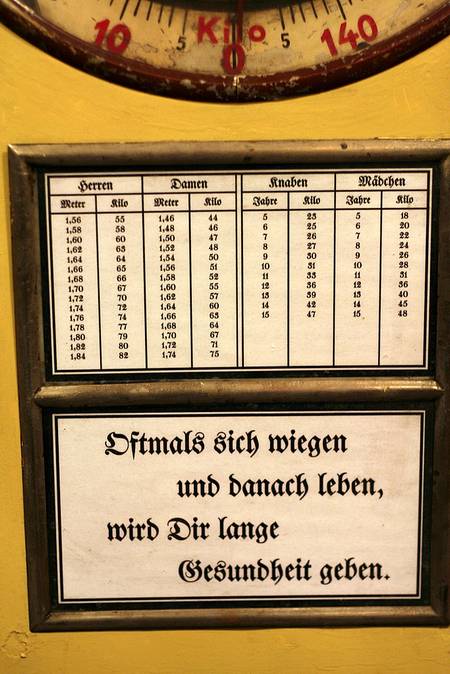 10 5 Kilo 5 140
0
Herren Damen Knaben Mädchen
Meter Kilo Meter Kilo Jahre Kilo Jahre Kilo
1,56 55 1,46 44 5 23 5 18
1,58 58 1,48 46 6 25 6 20
1,60 60 1,50 47 7 26 7 22
1,62 63 1,52 48 8 27 8 24
1,64 64 1,54 50 9 30 9 26
1,66 65 1,56 51 10 31 10 28
1,68 66 1,58 52 11 33 11 31
1,70 67 1,60 55 12 36 12 36
1,72 70 1,62 57 13 39 13 40
1,74 72 1,64 60 14 42 14 45
1,76 74 1,66 63 15 47 15 48
1,78 77 1,68 64
1,80 79 1,70 67
1,82 80 1,72 71
1,84 82 1,74 75
Oftmals sich wiegen
und danach leben,
wird Dir lange
Gesundheit geben.